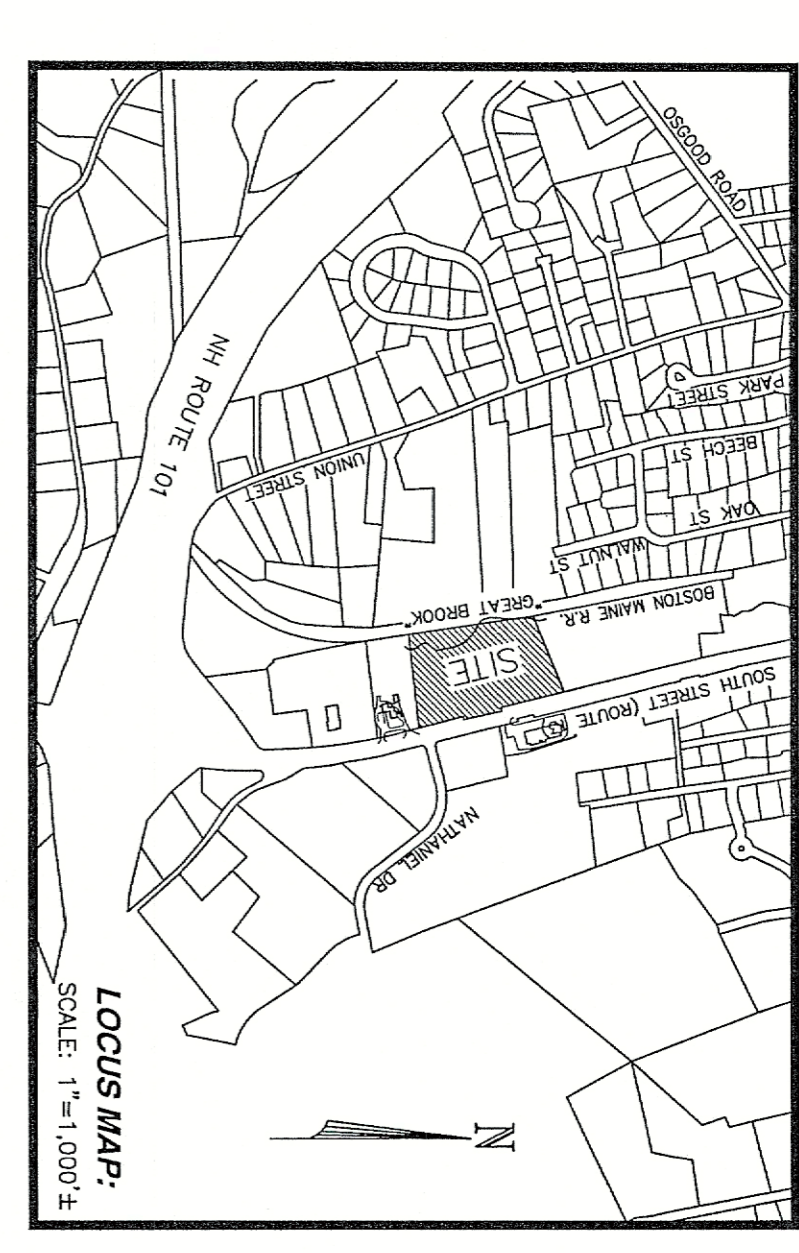 OSGOOD ROAD
PARK STREET
BEECH ST
OAK ST
WALNUT ST
NH ROUTE 101
UNION STREET
BOSTON MAINE R.R.
"GREAT BROOK"
SITE
SOUTH STREET (ROUTE
NATHANIEL DR
N
LOCUS MAP:
SCALE: 1"=1,000'±